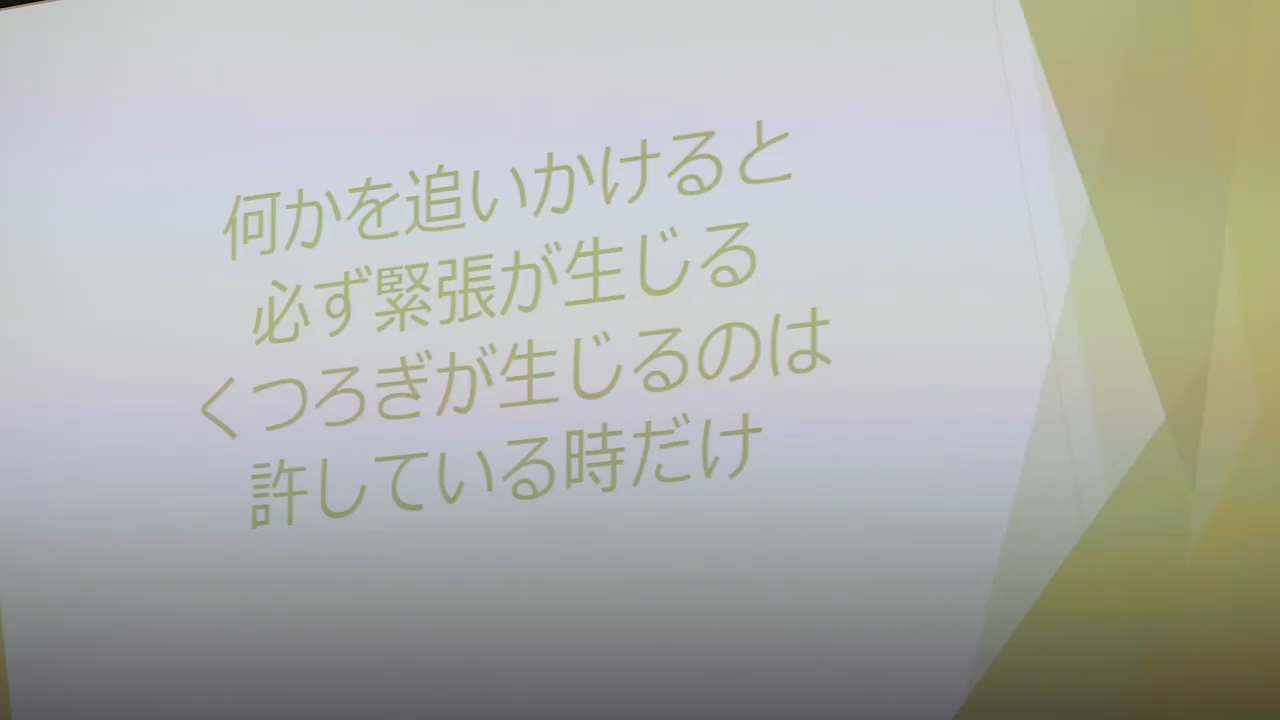 何かを追いかけると
必ず緊張が生じる
くつろぎが生じるのは
許している時だけ